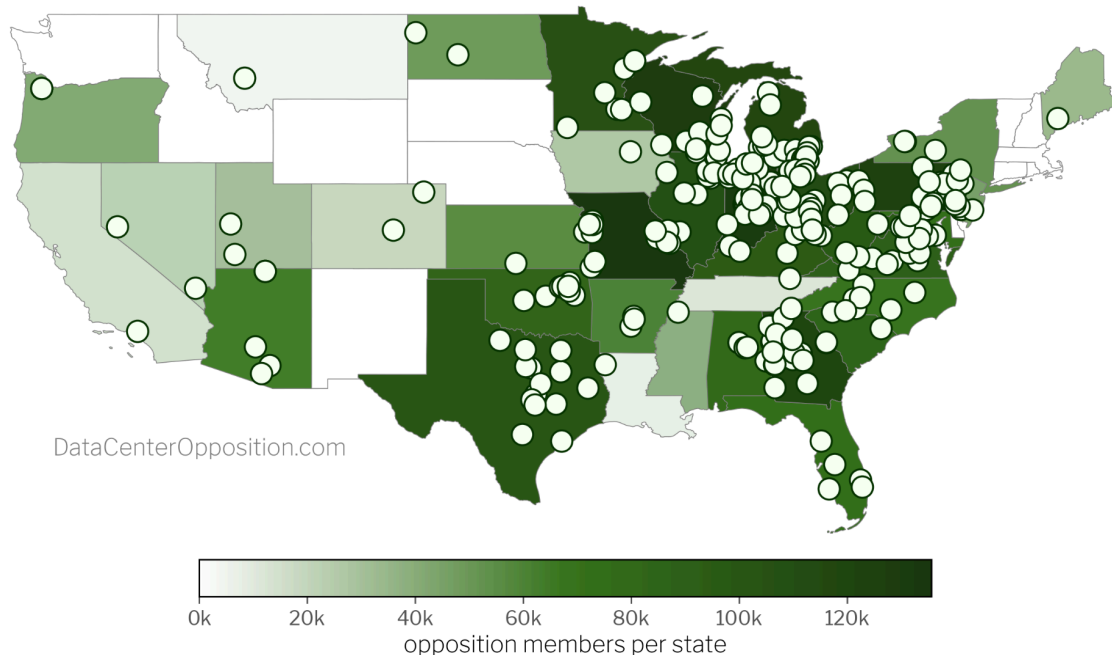 DataCenterOpposition.com
0k 20k 40k 60k 80k 100k 120k
opposition members per state